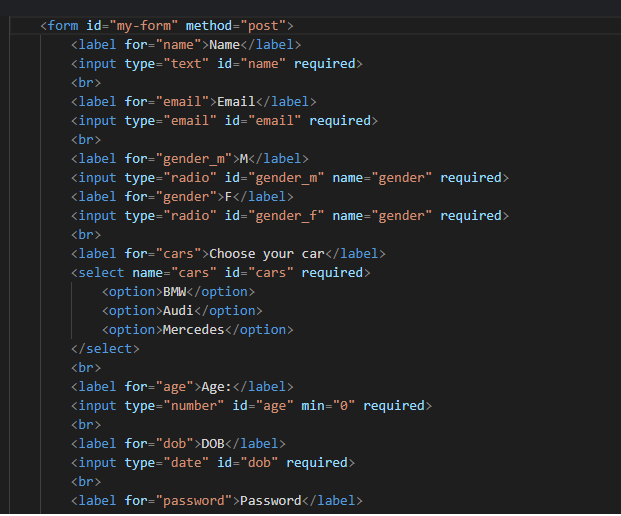 <form id="my-form" method="post">
<label for="name">Name</label>
<input type="text" id="name" required>
<br>
<label for="email">Email</label>
<input type="email" id="email" required>
<br>
<label for="gender_m">M</label>
<input type="radio" id="gender_m" name="gender" required>
<label for="gender">F</label>
<input type="radio" id="gender_f" name="gender" required>
<br>
<label for="cars">Choose your car</label>
<select name="cars" id="cars" required>
<option>BMW</option>
<option>Audi</option>
<option>Mercedes</option>
</select>
<br>
<label for="age">Age:</label>
<input type="number" id="age" min="0" required>
<br>
<label for="dob">DOB</label>
<input type="date" id="dob" required>
<br>
<label for="password">Password</label>